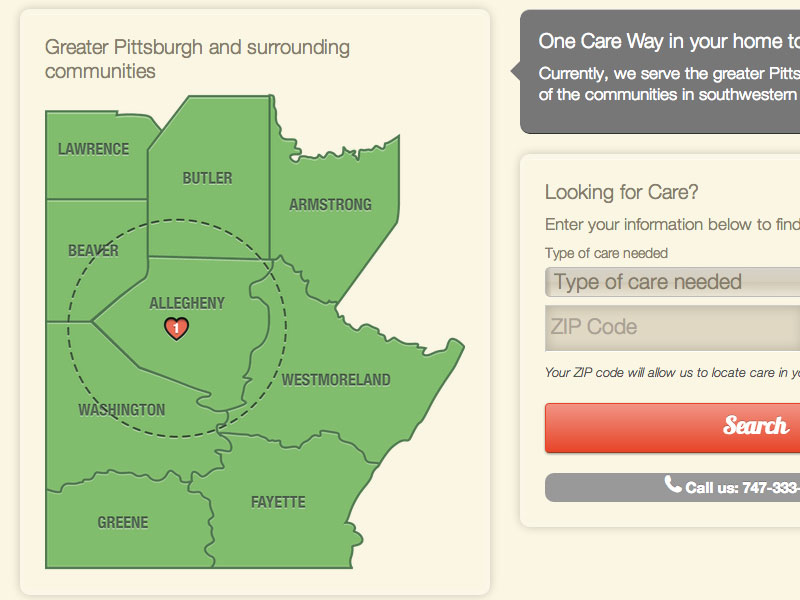 Greater Pittsburgh and surrounding
communities
LAWRENCE
BUTLER
ARMSTRONG
BEAVER
ALLEGHENY
1
WESTMORELAND
WASHINGTON
FAYETTE
GREENE
One Care Way in your home to
Currently, we serve the greater Pitts
of the communities in southwestern
Looking for Care?
Enter your information below to find
Type of care needed
Type of care needed
ZIP Code
Your ZIP code will allow us to locate care in yo
Search
Call us: 747-333-